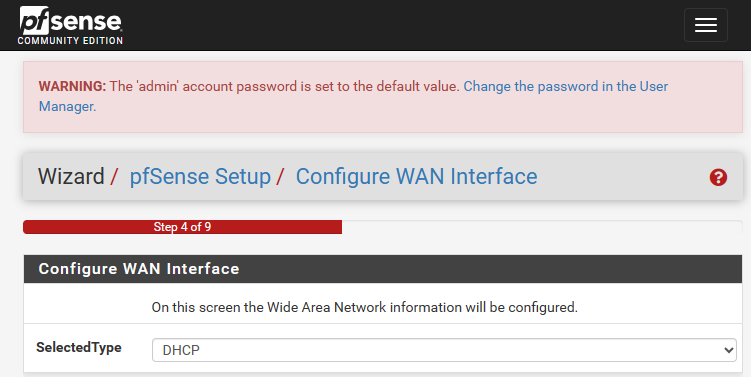 pfsense
COMMUNITY EDITION
WARNING: The 'admin' account password is set to the default value. Change the password in the User
Manager.
Wizard / pfSense Setup / Configure WAN Interface
Step 4 of 9
Configure WAN Interface
On this screen the Wide Area Network information will be configured.
SelectedType DHCP